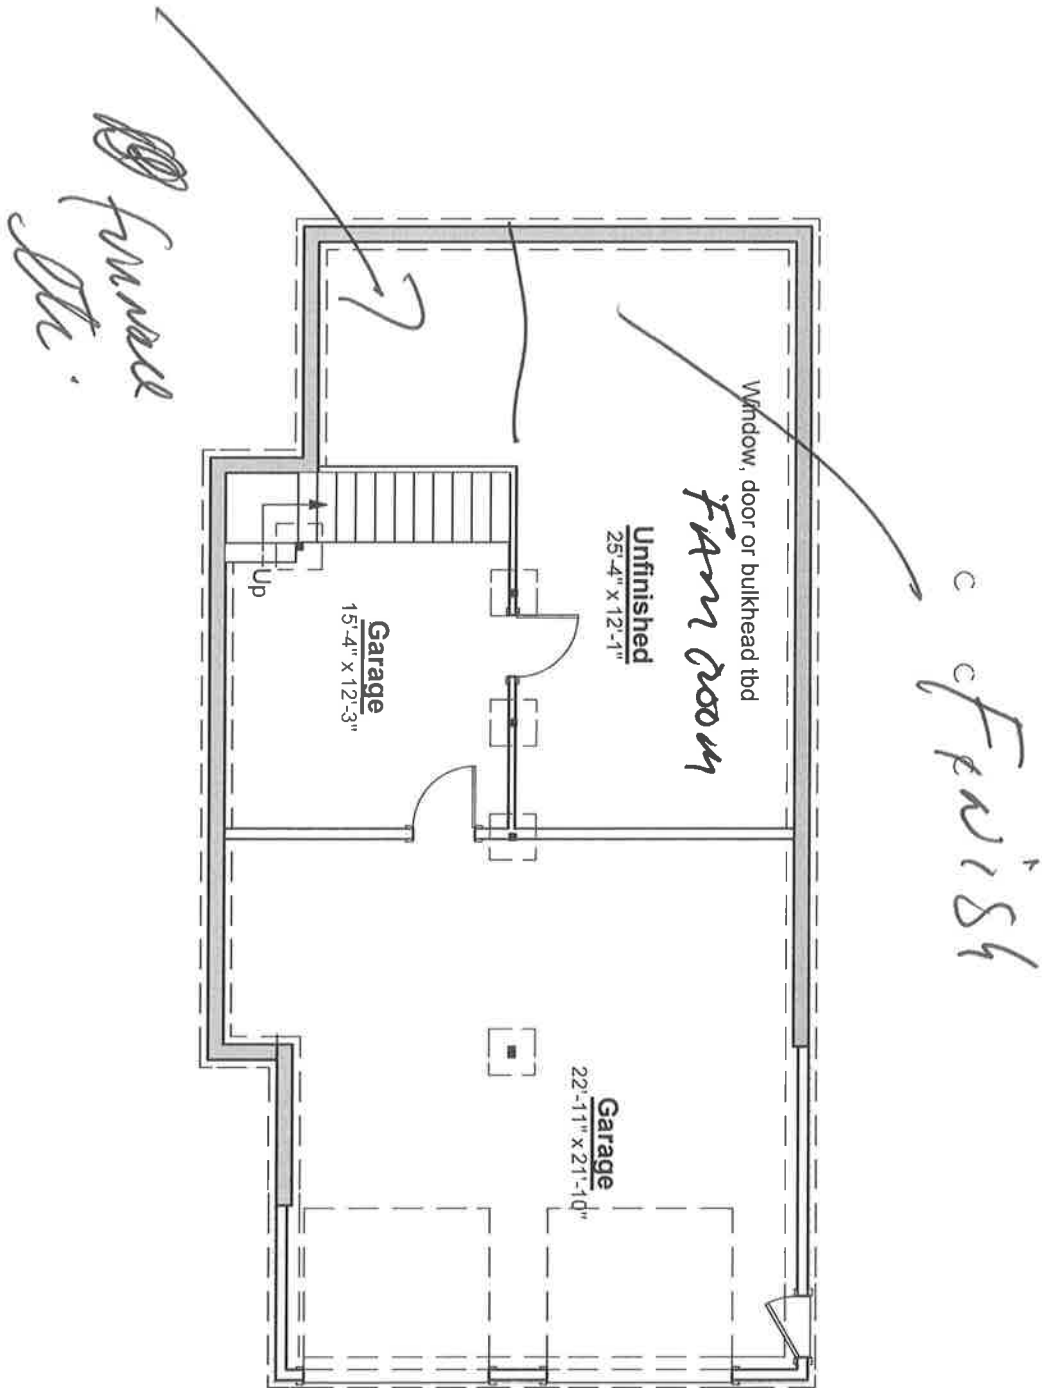 Finish
Window, door or bulkhead tbd
FAM ROOM
Unfinished
25'-4" x 12'-1"
Garage
22'-11" x 21'-10"
Garage
15'-4" x 12'-3"
Up
Furnace